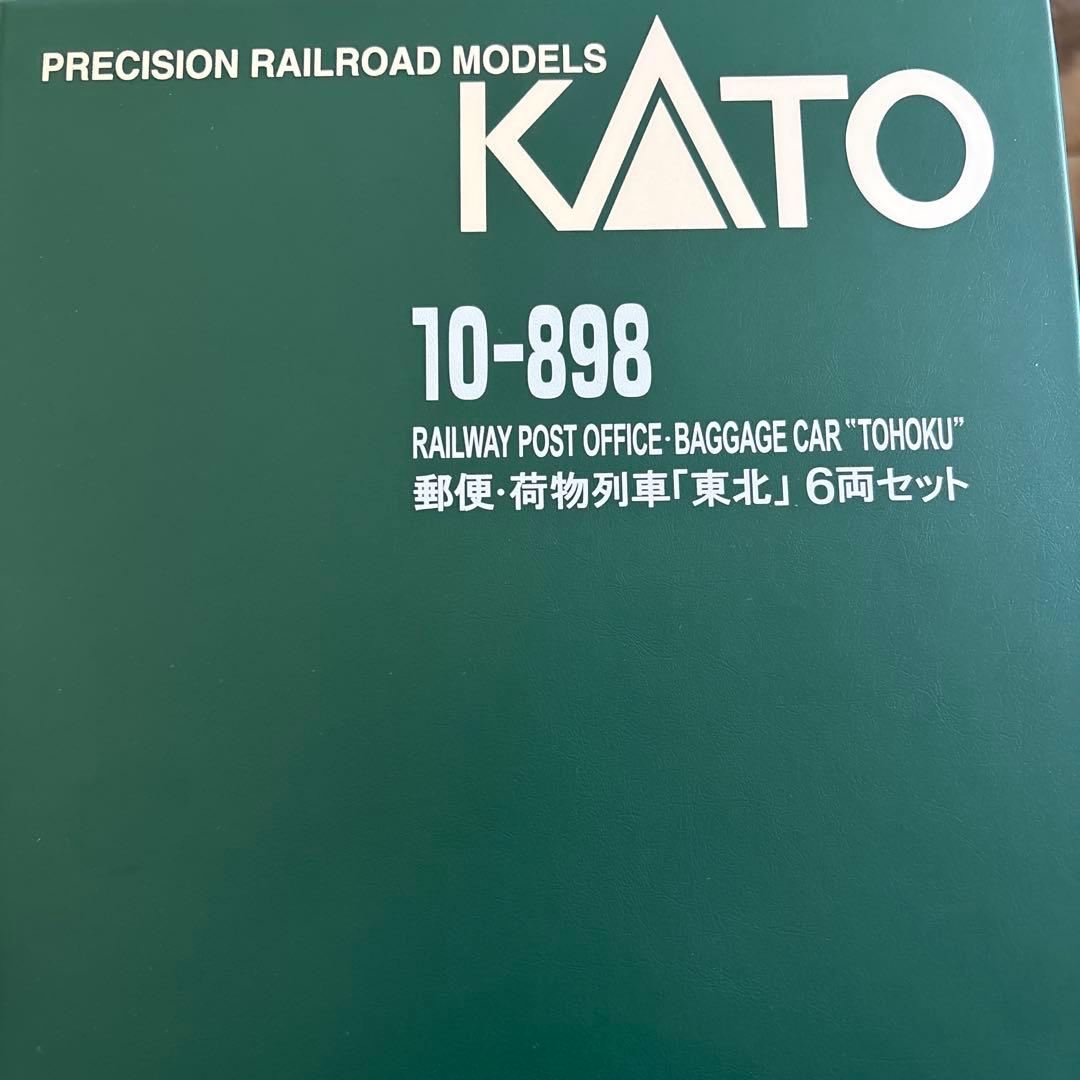 PRECISION RAILROAD MODELS
KATO
10-898
RAILWAY POST OFFICE·BAGGAGE CAR “TOHOKU”
郵便·荷物列車「東北」 6両セット